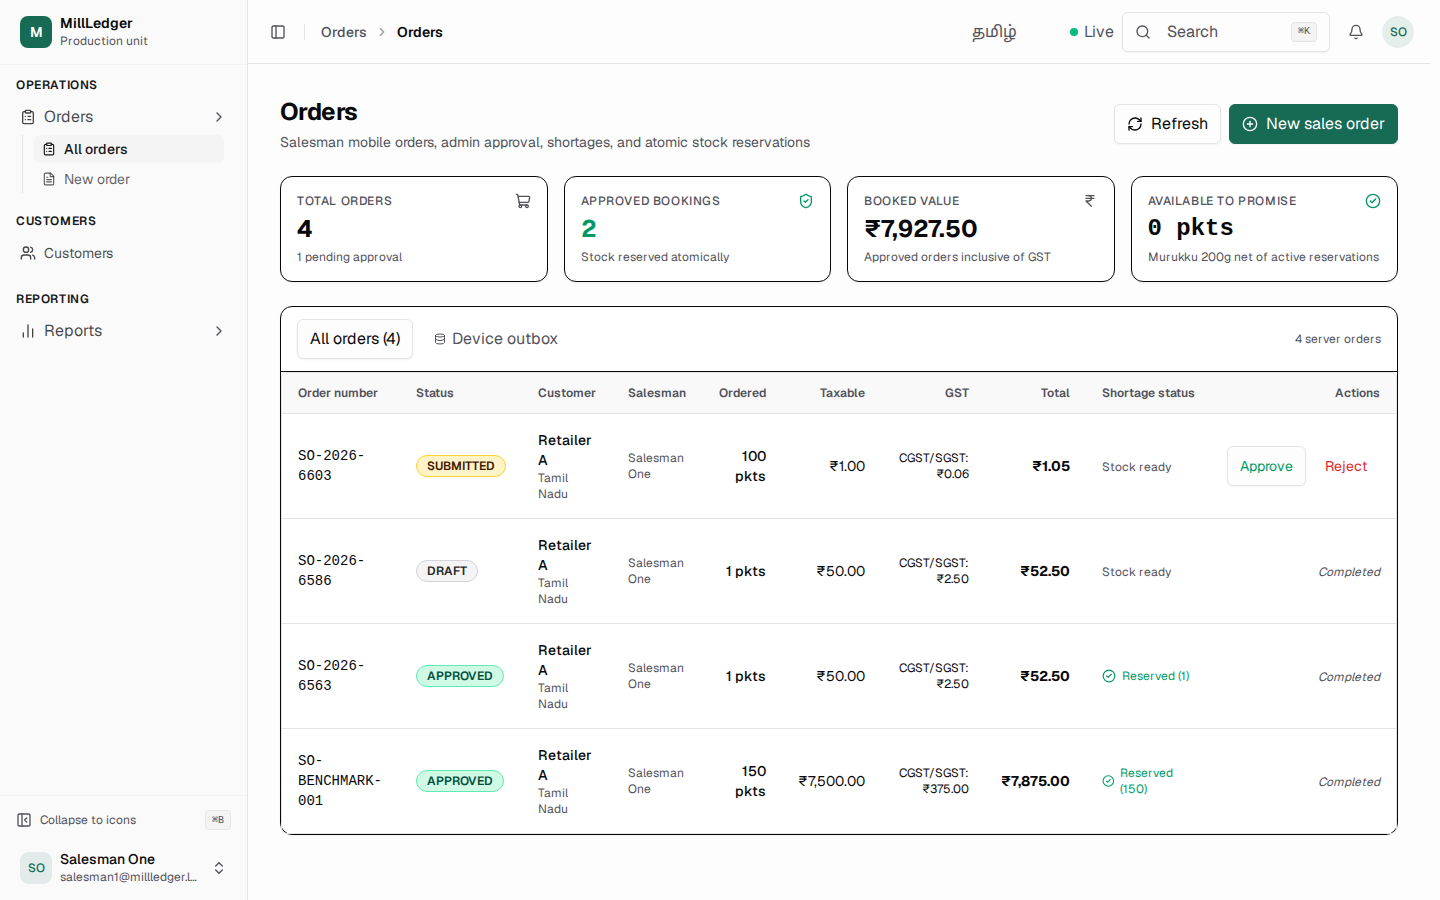 M
MillLedger
Production unit
OPERATIONS
Orders
All orders
New order
CUSTOMERS
Customers
REPORTING
Reports
Collapse to icons ⌘B
SO
Salesman One
salesman1@millledger.l...
Orders > Orders
தமிழ்
Live
Search ⌘K
SO
Orders
Salesman mobile orders, admin approval, shortages, and atomic stock reservations
Refresh
New sales order
TOTAL ORDERS
4
1 pending approval
APPROVED BOOKINGS
2
Stock reserved atomically
BOOKED VALUE
₹
₹7,927.50
Approved orders inclusive of GST
AVAILABLE TO PROMISE
0 pkts
Murukku 200g net of active reservations
All orders (4)
Device outbox
4 server orders
Order number Status Customer Salesman Ordered Taxable GST Total Shortage status Actions
SO-2026-
6603
SUBMITTED
Retailer
A
Tamil
Nadu
Salesman
One
100
pkts
₹1.00
CGST/SGST:
₹0.06
₹1.05
Stock ready
Approve
Reject
SO-2026-
6586
DRAFT
Retailer
A
Tamil
Nadu
Salesman
One
1 pkts
₹50.00
CGST/SGST:
₹2.50
₹52.50
Stock ready
Completed
SO-2026-
6563
APPROVED
Retailer
A
Tamil
Nadu
Salesman
One
1 pkts
₹50.00
CGST/SGST:
₹2.50
₹52.50
Reserved (1)
Completed
SO-
BENCHMARK-
001
APPROVED
Retailer
A
Tamil
Nadu
Salesman
One
150
pkts
₹7,500.00
CGST/SGST:
₹375.00
₹7,875.00
Reserved
(150)
Completed